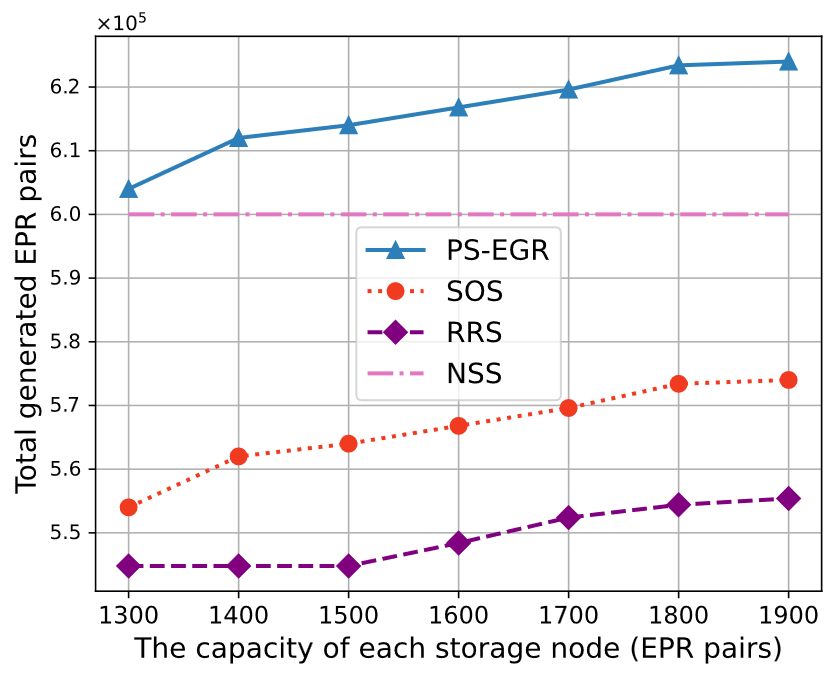 ×10⁵
6.2
6.1
6.0
5.9
5.8
5.7
5.6
5.5
Total generated EPR pairs
PS-EGR
SOS
RRS
NSS
1300 1400 1500 1600 1700 1800 1900
The capacity of each storage node (EPR pairs)